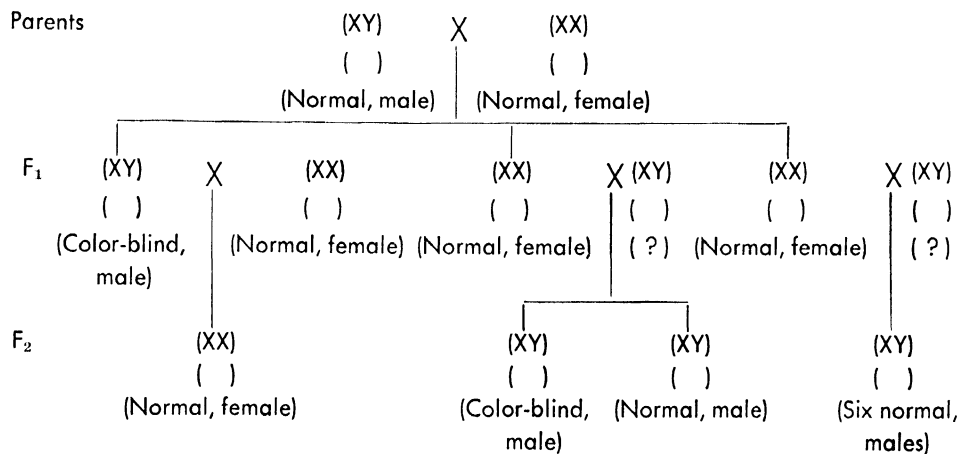 Parents (XY) X (XX)
( ) ( )
(Normal, male) (Normal, female)
F₁ (XY) X (XX) (XX) X (XY) (XX) X (XY)
( ) ( ) ( ) ( ) ( ) ( )
(Color-blind, male) (Normal, female) (Normal, female) ( ? ) (Normal, female) ( ? )
F₂ (XX) (XY) (XY) (XY)
( ) ( ) ( ) ( )
(Normal, female) (Color-blind, male) (Normal, male) (Six normal, males)